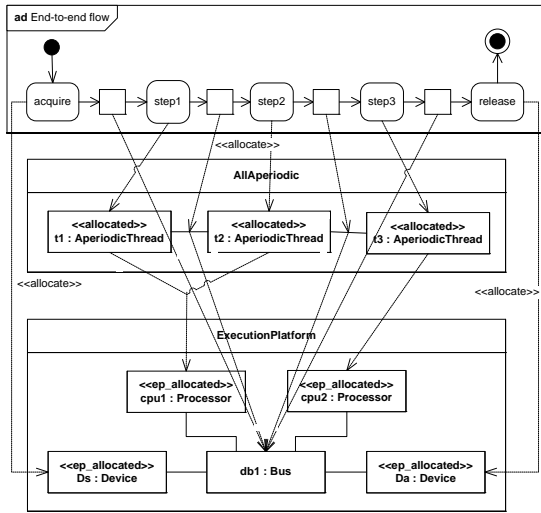 ad End-to-end flow
acquire
step1
step2
step3
release
<<allocate>>
AllAperiodic
<<allocated>>
t1 : AperiodicThread
<<allocated>>
t2 : AperiodicThread
<<allocated>>
t3 : AperiodicThread
<<allocate>>
<<allocate>>
ExecutionPlatform
<<ep_allocated>>
cpu1 : Processor
<<ep_allocated>>
cpu2 : Processor
<<ep_allocated>>
Ds : Device
db1 : Bus
<<ep_allocated>>
Da : Device